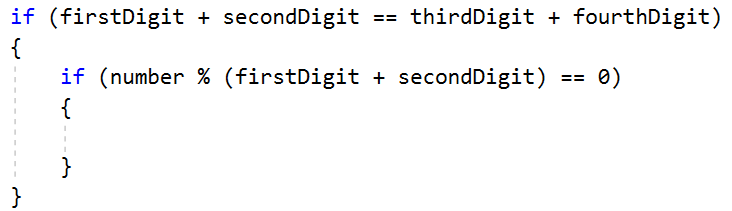 if (firstDigit + secondDigit == thirdDigit + fourthDigit)
{
if (number % (firstDigit + secondDigit) == 0)
{
}
}